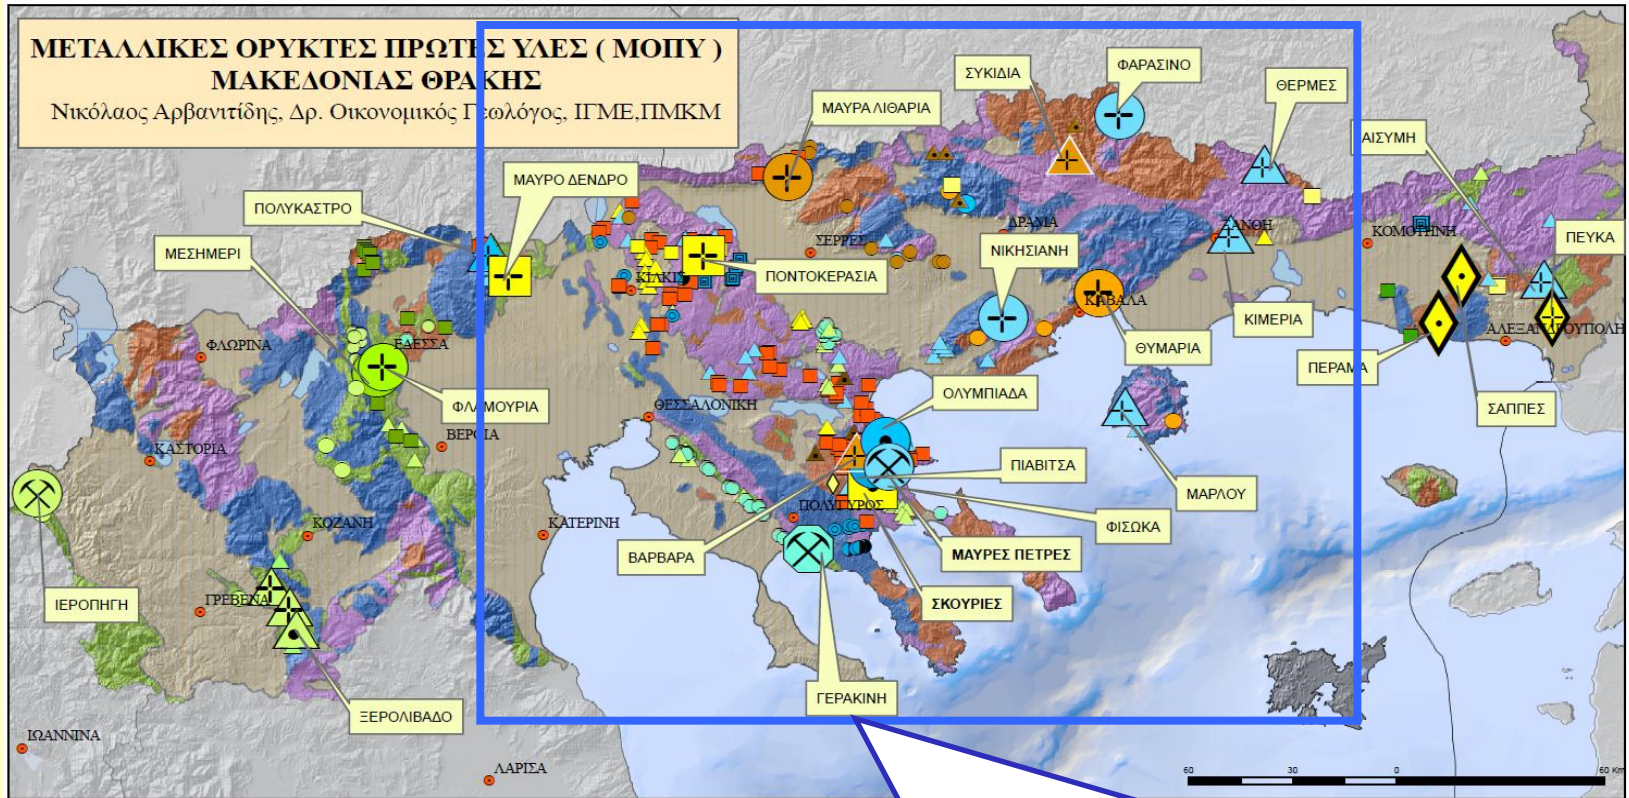 ΜΕΤΑΛΛΙΚΕΣ ΟΡΥΚΤΕΣ ΠΡΩΤΕΣ ΥΛΕΣ ( ΜΟΠΥ )
ΜΑΚΕΔΟΝΙΑΣ ΘΡΑΚΗΣ
Νικόλαος Αρβανιτίδης, Δρ. Οικονομικός Γεωλόγος, ΙΓΜΕ,ΠΜΚΜ
ΦΑΡΑΣΙΝΟ
ΣΥΚΙΔΙΑ
ΘΕΡΜΕΣ
ΜΑΥΡΑ ΛΙΘΑΡΙΑ
ΑΙΣΥΜΗ
ΜΑΥΡΟ ΔΕΝΔΡΟ
ΠΟΛΥΚΑΣΤΡΟ
ΔΡΑΜΑ
ΞΑΝΘΗ
ΚΟΜΟΤΗΝΗ
ΠΕΥΚΑ
ΣΕΡΡΕΣ
ΜΕΣΗΜΕΡΙ
ΝΙΚΗΣΙΑΝΗ
ΠΟΝΤΟΚΕΡΑΣΙΑ
ΚΙΛΚΙΣ
ΚΑΒΑΛΑ
ΚΙΜΕΡΙΑ
ΑΛΕΞΑΝΔΡΟΥΠΟΛΗ
ΦΛΩΡΙΝΑ
ΕΔΕΣΣΑ
ΘΥΜΑΡΙΑ
ΠΕΡΑΜΑ
ΟΛΥΜΠΙΑΔΑ
ΦΛΑΜΟΥΡΙΑ
ΘΕΣΣΑΛΟΝΙΚΗ
ΣΑΠΠΕΣ
ΒΕΡΟΙΑ
ΚΑΣΤΟΡΙΑ
ΠΙΑΒΙΤΣΑ
ΜΑΡΛΟΥ
ΠΟΛΥΓΥΡΟΣ
ΚΟΖΑΝΗ
ΚΑΤΕΡΙΝΗ
ΦΙΣΩΚΑ
ΒΑΡΒΑΡΑ
ΜΑΥΡΕΣ ΠΕΤΡΕΣ
ΙΕΡΟΠΗΓΗ
ΓΡΕΒΕΝΑ
ΣΚΟΥΡΙΕΣ
ΓΕΡΑΚΙΝΗ
ΞΕΡΟΛΙΒΑΔΟ
ΙΩΑΝΝΙΝΑ
ΛΑΡΙΣΑ
60 30 0 60 Km